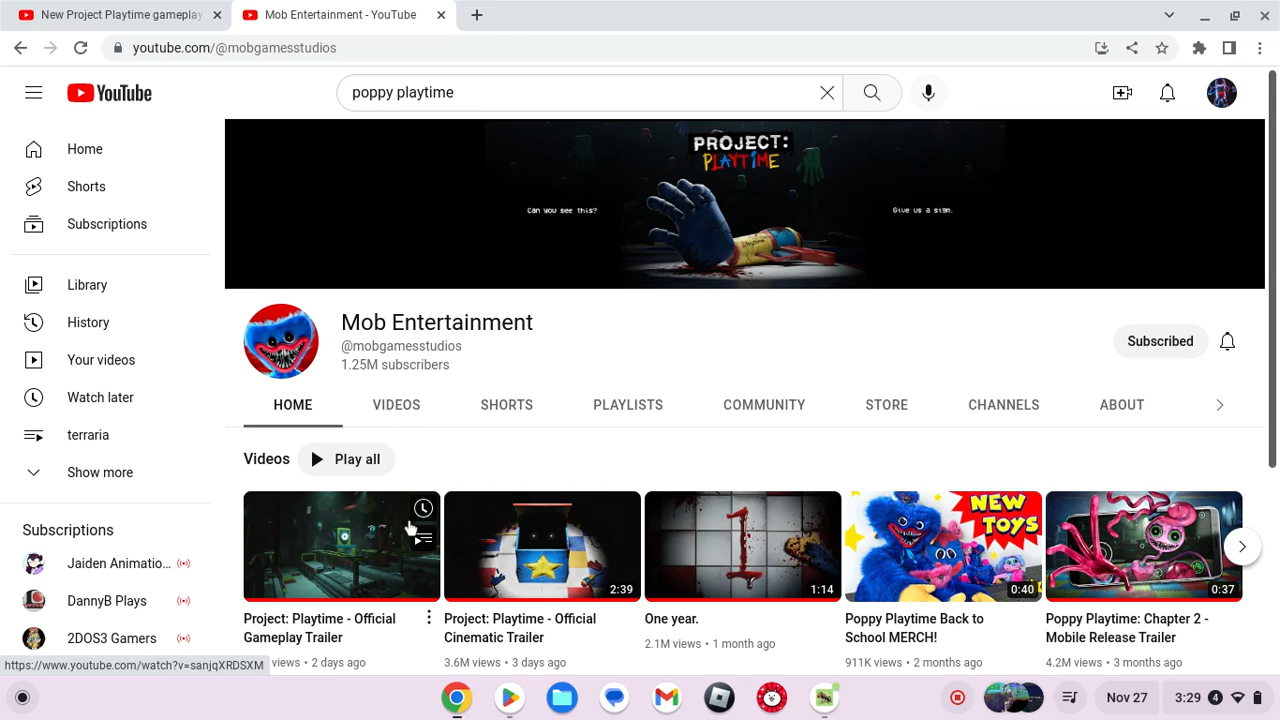 New Project Playtime gameplay
Mob Entertainment - YouTube
youtube.com/@mobgamesstudios
YouTube
poppy playtime
Home
Shorts
Subscriptions
Library
History
Your videos
Watch later
terraria
Show more
Subscriptions
Jaiden Animatio...
DannyB Plays
2DOS3 Gamers
PROJECT:
PLAYTIME
Can you see this?
Give us a sign.
Mob Entertainment
@mobgamesstudios
1.25M subscribers
Subscribed
HOME VIDEOS SHORTS PLAYLISTS COMMUNITY STORE CHANNELS ABOUT
Videos Play all
2:39
1:14
NEW
TOYS
0:40
0:37
Project: Playtime - Official
Gameplay Trailer
views • 2 days ago
Project: Playtime - Official
Cinematic Trailer
3.6M views • 3 days ago
One year.
2.1M views • 1 month ago
Poppy Playtime Back to
School MERCH!
911K views • 2 months ago
Poppy Playtime: Chapter 2 -
Mobile Release Trailer
4.2M views • 3 months ago
https://www.youtube.com/watch?v=sanjqXRDSXM
Nov 27
3:29 4